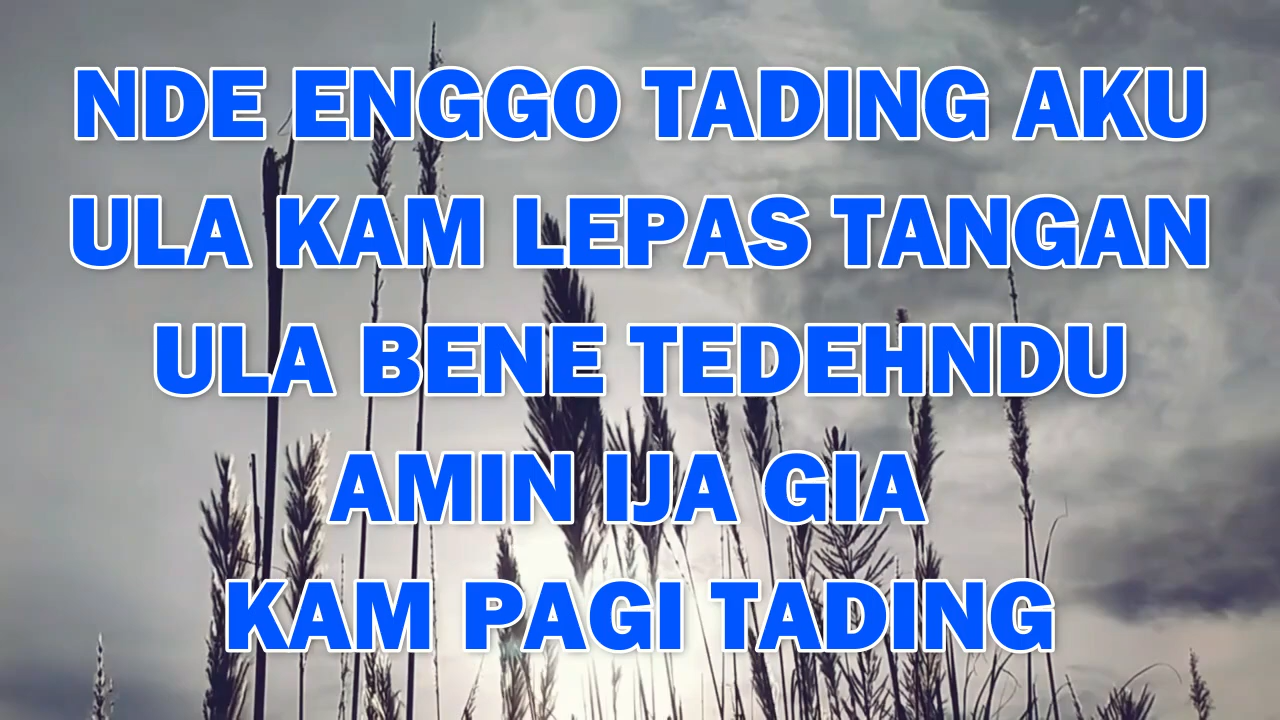 NDE ENGGO TADING AKU
ULA KAM LEPAS TANGAN
ULA BENE TEDEHNDU
AMIN IJA GIA
KAM PAGI TADING